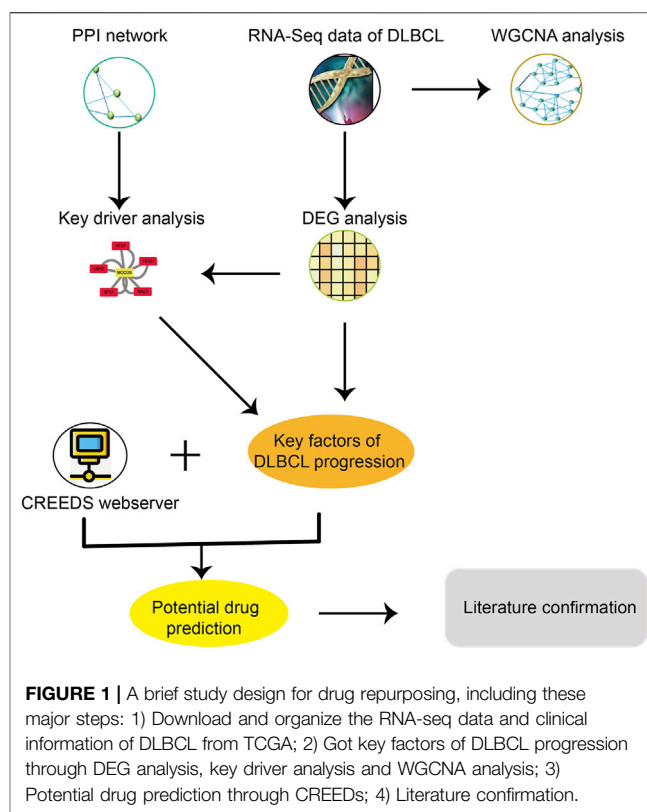 PPI network
RNA-Seq data of DLBCL
WGCNA analysis
Key driver analysis
DEG analysis
MOCOS
Key factors of
DLBCL progression
CREEDS webserver
+
Potential drug
prediction
Literature confirmation
FIGURE 1 | A brief study design for drug repurposing, including these
major steps: 1) Download and organize the RNA-seq data and clinical
information of DLBCL from TCGA; 2) Got key factors of DLBCL progression
through DEG analysis, key driver analysis and WGCNA analysis; 3)
Potential drug prediction through CREEDs; 4) Literature confirmation.